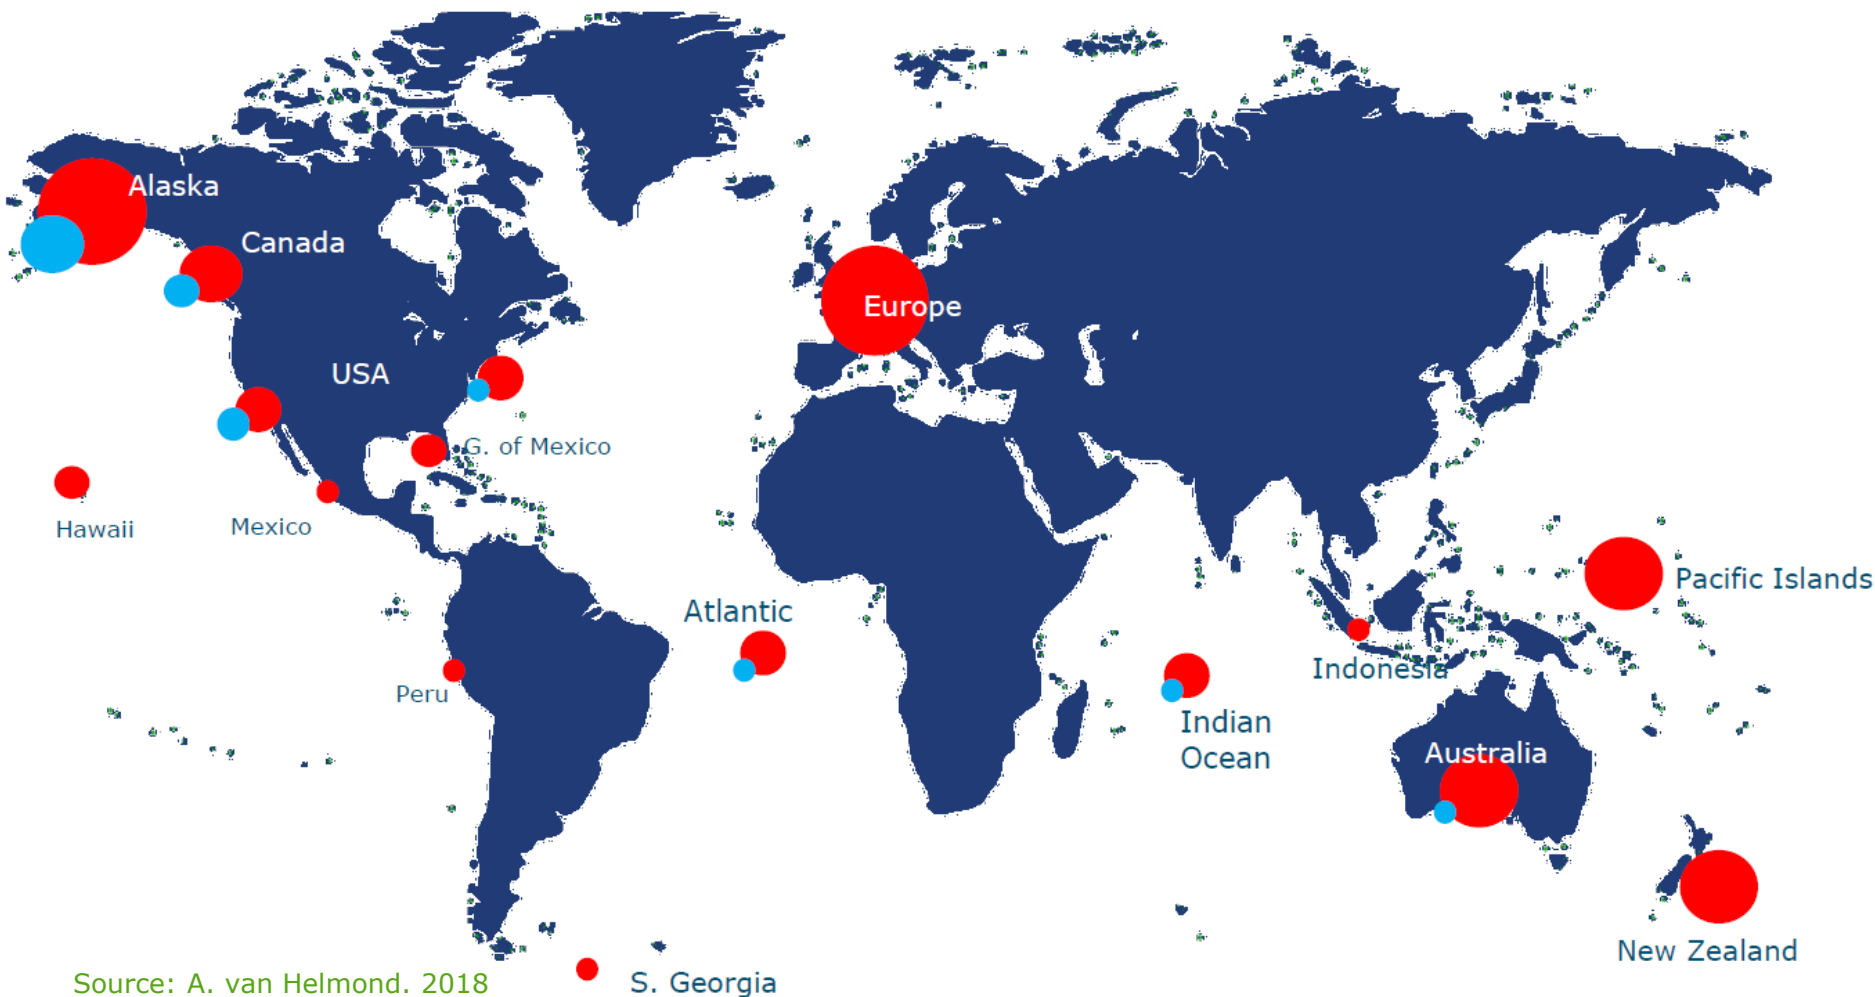 Alaska
Canada
Europe
USA
G. of Mexico
Hawaii
Mexico
Pacific Islands
Atlantic
Indonesia
Peru
Indian
Ocean
Australia
New Zealand
Source: A. van Helmond. 2018
S. Georgia